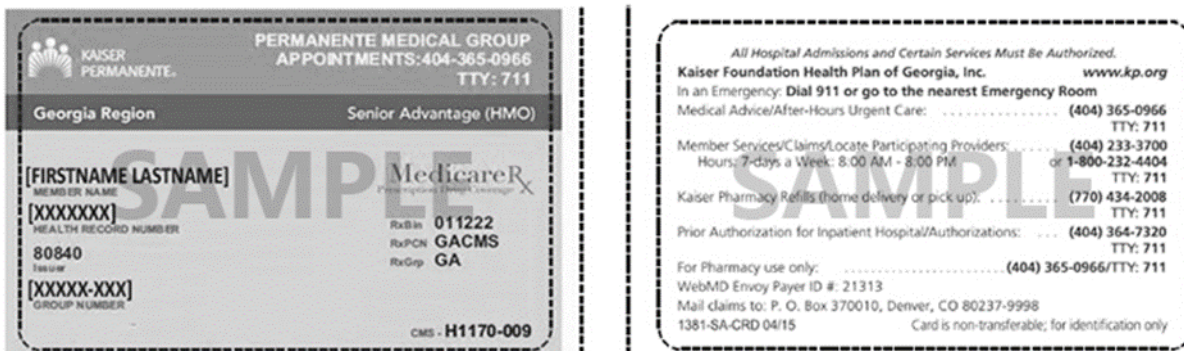 KAISER
PERMANENTE®
PERMANENTE MEDICAL GROUP
APPOINTMENTS:404-365-0966
TTY: 711
Georgia Region
Senior Advantage (HMO)
SAMPLE
[FIRSTNAME LASTNAME]
MEMBER NAME
[XXXXXXX]
HEALTH RECORD NUMBER
80840
Issuer
[XXXXX-XXX]
GROUP NUMBER
MedicareRx
Prescription Drug Coverage
RxBin 011222
RxPCN GACMS
RxGrp GA
CMS - H1170-009
All Hospital Admissions and Certain Services Must Be Authorized.
Kaiser Foundation Health Plan of Georgia, Inc. www.kp.org
In an Emergency: Dial 911 or go to the nearest Emergency Room
Medical Advice/After-Hours Urgent Care: .............. (404) 365-0966
TTY: 711
Member Services/Claims/Locate Participating Providers: ..... (404) 233-3700
Hours: 7-days a Week: 8:00 AM - 8:00 PM or 1-800-232-4404
TTY: 711
SAMPLE
Kaiser Pharmacy Refills (home delivery or pick up): ......... (770) 434-2008
TTY: 711
Prior Authorization for Inpatient Hospital/Authorizations: .... (404) 364-7320
TTY: 711
For Pharmacy use only: ........................ (404) 365-0966/TTY: 711
WebMD Envoy Payer ID #: 21313
Mail claims to: P. O. Box 370010, Denver, CO 80237-9998
1381-SA-CRD 04/15 Card is non-transferable; for identification only